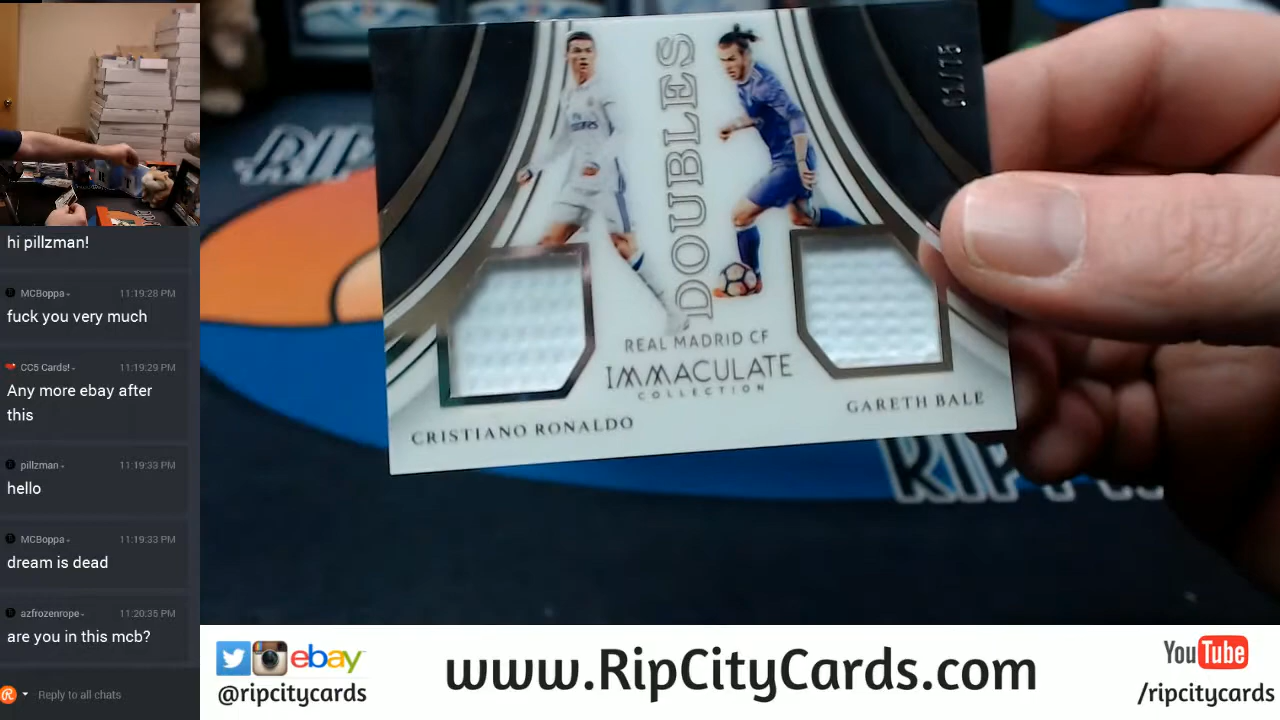 hi pillzman!
MCBoppa 11:19:28 PM
fuck you very much
CC5 Cards! 11:19:29 PM
Any more ebay after
this
pillzman 11:19:33 PM
hello
MCBoppa 11:19:33 PM
dream is dead
azfrozenrope 11:20:35 PM
are you in this mcb?
Reply to all chats
DOUBLES
REAL MADRID CF
IMMACULATE
COLLECTION
CRISTIANO RONALDO
GARETH BALE
ebay
@ripcitycards
www.RipCityCards.com
YouTube
/ripcitycards